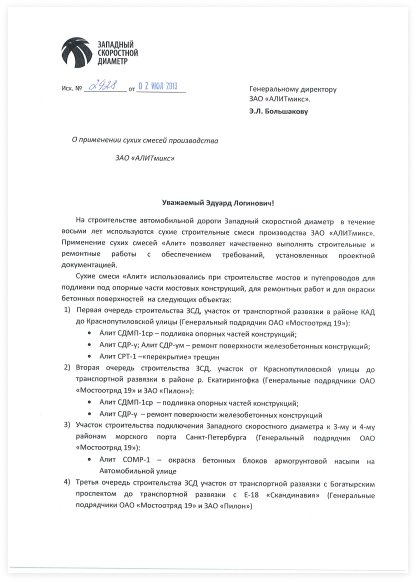 ЗАПАДНЫЙ
СКОРОСТНОЙ
ДИАМЕТР
Исх. № 2428 от 02 ИЮЛ 2013
Генеральному директору
ЗАО «АЛИТмикс».
Э.Л. Большакову
О применении сухих смесей производства
ЗАО «АЛИТмикс»
Уважаемый Эдуард Логинович!
На строительстве автомобильной дороги Западный скоростной диаметр в течение
восьми лет используются сухие строительные смеси производства ЗАО «АЛИТмикс».
Применение сухих смесей «Алит» позволяет качественно выполнять строительные и
ремонтные работы с обеспечением требований, установленных проектной
документацией.
Сухие смеси «Алит» использовались при строительстве мостов и путепроводов для
подливки под опорные части мостовых конструкций, для ремонтных работ и для окраски
бетонных поверхностей на следующих объектах:
1) Первая очередь строительства ЗСД, участок от транспортной развязки в районе КАД
до Краснопутиловской улицы (Генеральный подрядчик ОАО «Мостоотряд 19»):
• Алит СДМП-1ср – подливка опорных частей конструкций;
• Алит СДР-у; Алит СДР-ум – ремонт поверхности железобетонных конструкций;
• Алит СРТ-1 –«перекрытие» трещин
2) Вторая очередь строительства ЗСД, участок от Краснопутиловской улицы до
транспортной развязки в районе р. Екатерингофка (Генеральные подрядчики ОАО
«Мостоотряд 19» и ЗАО «Пилон»):
• Алит СДМП-1ср – подливка опорных частей конструкций;
• Алит СДР-у – ремонт поверхности железобетонных конструкций
3) Участок строительства подключения Западного скоростного диаметра к 3-му и 4-му
районам морского порта Санкт-Петербурга (Генеральный подрядчик ОАО
«Мостоотряд 19»):
• Алит СОМР-1 – окраска бетонных блоков армогрунтовой насыпи на
Автомобильной улице
4) Третья очередь строительства ЗСД участок от транспортной развязки с Богатырским
проспектом до транспортной развязки с Е-18 «Скандинавия» (Генеральные
подрядчики ОАО «Мостоотряд 19» и ЗАО «Пилон»)